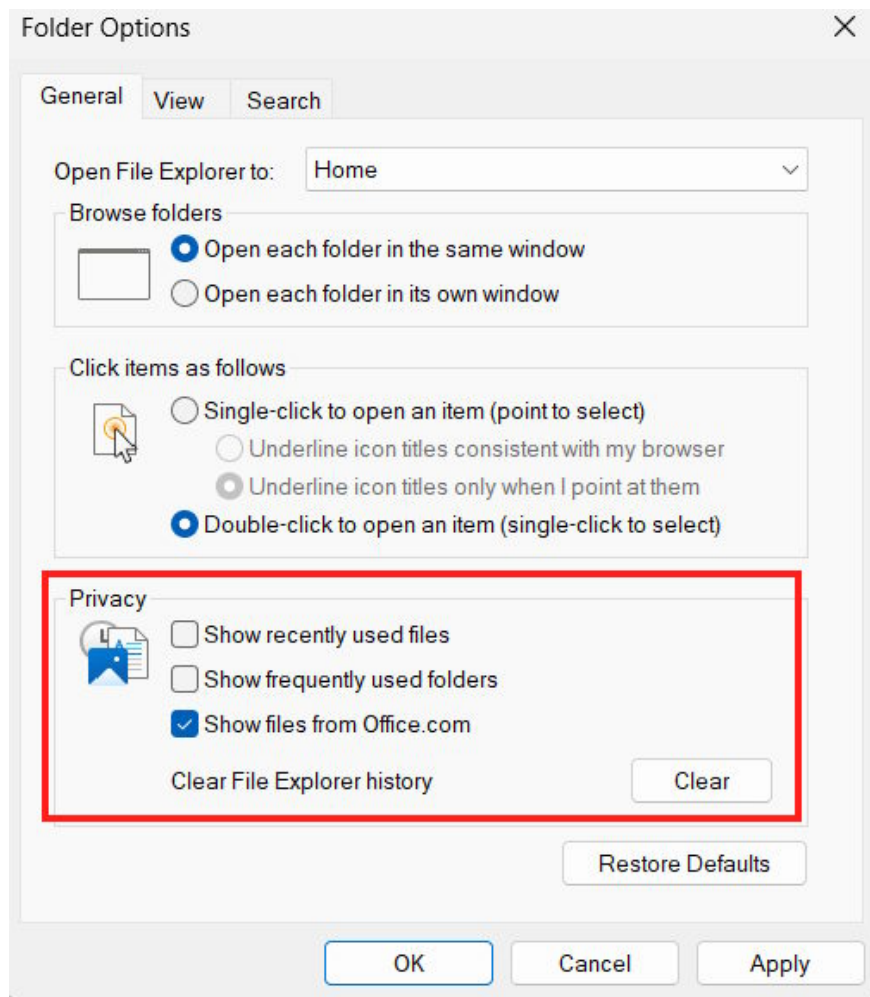 Folder Options
General View Search
Open File Explorer to: Home
Browse folders
Open each folder in the same window
Open each folder in its own window
Click items as follows
Single-click to open an item (point to select)
Underline icon titles consistent with my browser
Underline icon titles only when I point at them
Double-click to open an item (single-click to select)
Privacy
Show recently used files
Show frequently used folders
Show files from Office.com
Clear File Explorer history Clear
Restore Defaults
OK Cancel Apply